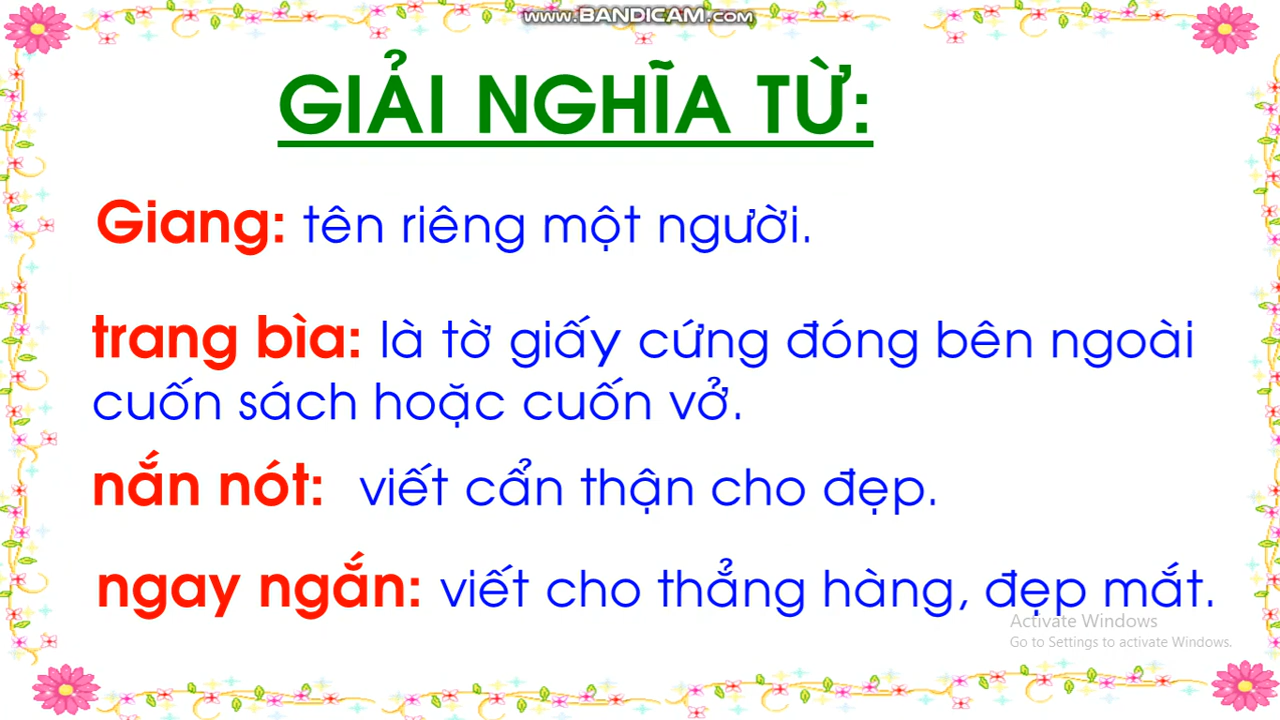 WWW.BANDICAM.COM
GIẢI NGHĨA TỪ:
Giang: tên riêng một người.
trang bìa: là tờ giấy cứng đóng bên ngoài
cuốn sách hoặc cuốn vở.
nắn nót: viết cẩn thận cho đẹp.
ngay ngắn: viết cho thẳng hàng, đẹp mắt.
Activate Windows
Go to Settings to activate Windows.